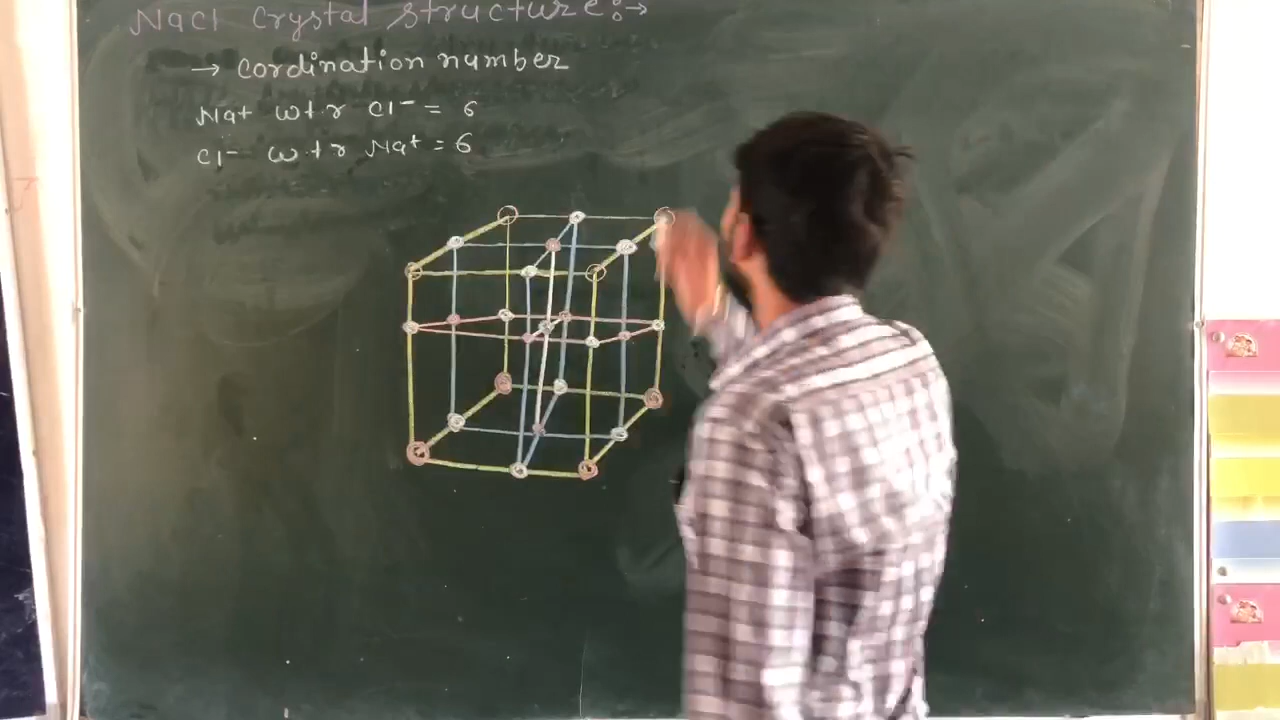 NaCl Crystal structure:→
→ Cordination number
Na+ w+r Cl- = 6
Cl- w+r Na+ = 6